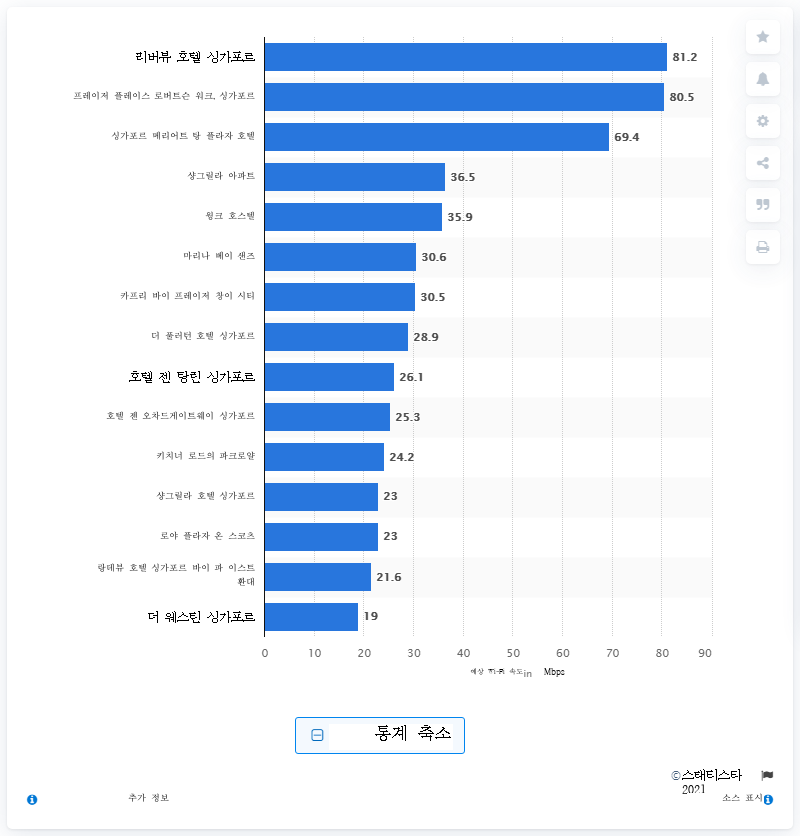 리버뷰 호텔 싱가포르 81.2
프레이저 플레이스 로버트슨 워크, 싱가포르 80.5
싱가포르 메리어트 탕 플라자 호텔 69.4
샹그릴라 아파트 36.5
윙크 호스텔 35.9
마리나 베이 샌즈 30.6
카프리 바이 프레이저 창이 시티 30.5
더 풀러턴 호텔 싱가포르 28.9
호텔 젠 탕린 싱가포르 26.1
호텔 젠 오차드게이트웨이 싱가포르 25.3
키치너 로드의 파크로얄 24.2
샹그릴라 호텔 싱가포르 23
로야 플라자 온 스코츠 23
랑데뷰 호텔 싱가포르 바이 파 이스트
환대 21.6
더 웨스틴 싱가포르 19
0 10 20 30 40 50 60 70 80 90
예상 Wi-Fi 속도in Mbps
통계 축소
©스태티스타
2021
추가 정보
소스 표시